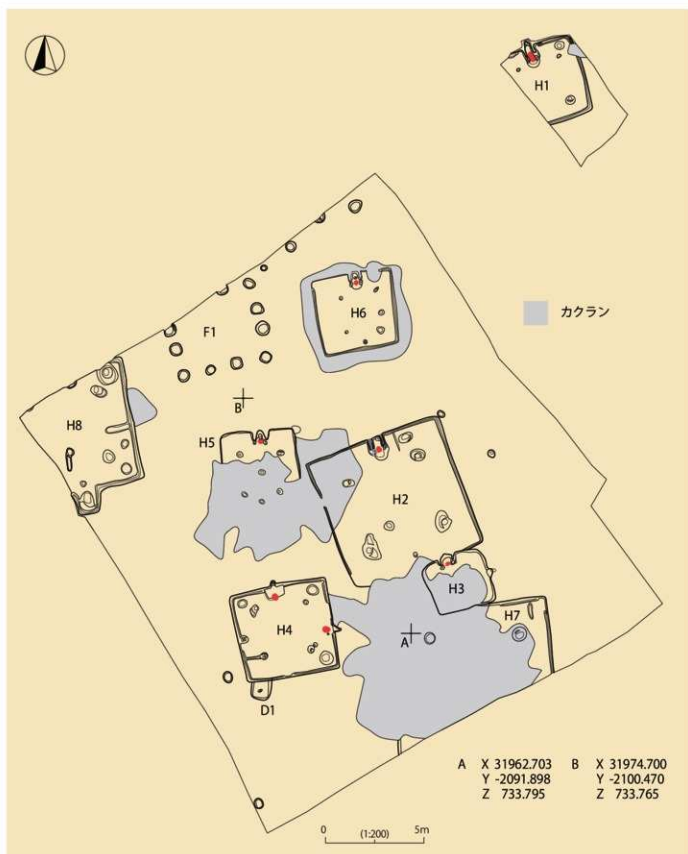 H1
カクラン
F1
H6
B
H8
H5
H2
H3
H7
H4
A
D1
A X 31962.703 B X 31974.700
Y -2091.898 Y -2100.470
Z 733.795 Z 733.765
0 (1:200) 5m